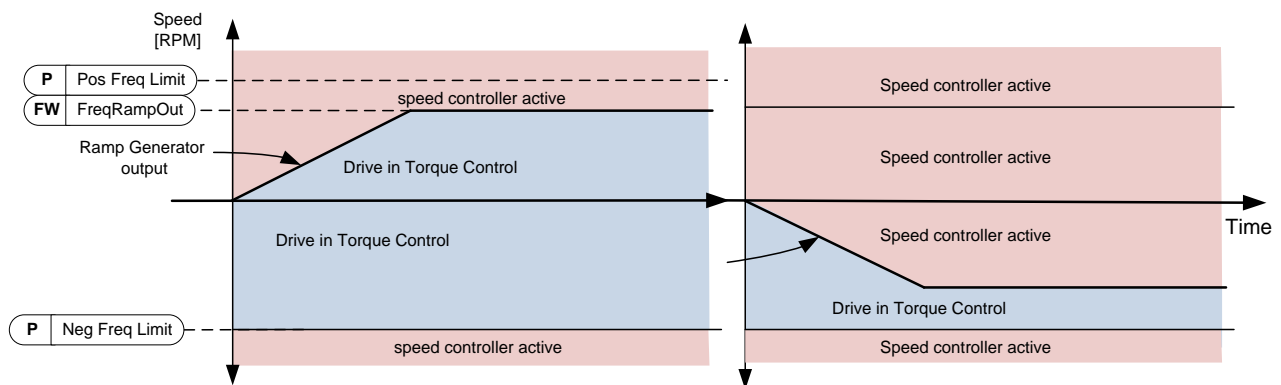 Speed
[RPM]
P Pos Freq Limit
FW FreqRampOut
speed controller active
Ramp Generator
output
Drive in Torque Control
Drive in Torque Control
P Neg Freq Limit
speed controller active
Speed controller active
Speed controller active
Speed controller active
Time
Drive in Torque Control
Speed controller active